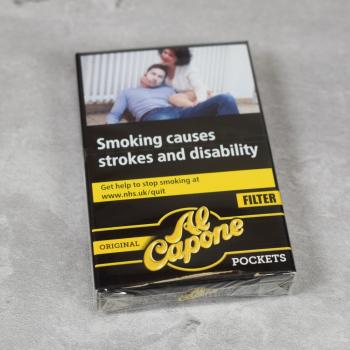 Smoking causes
strokes and disability
Get help to stop smoking at
www.nhs.uk/quit
FILTER
ORIGINAL
Al
Capone
POCKETS